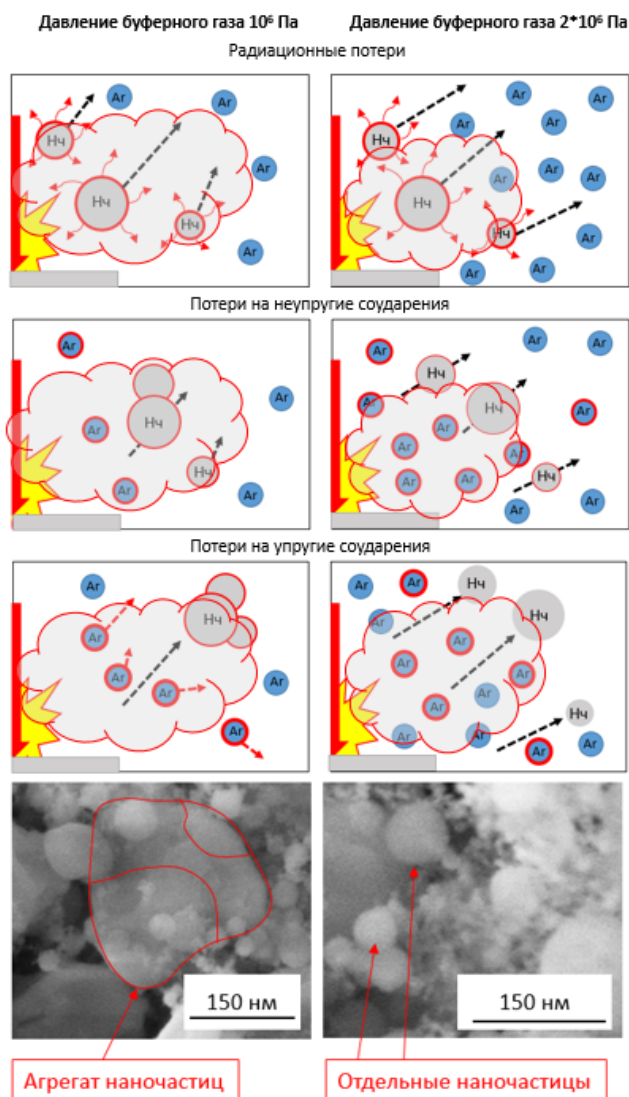 Давление буферного газа 10⁶ Па
Давление буферного газа 2*10⁶ Па
Радиационные потери
Ar
Ar
Нч
Ar
Нч
Нч
Ar
Ar
Ar
Ar
Ar
Нч
Ar
Ar
Ar
Ar
Нч
Нч
Ar
Ar
Ar
Ar
Потери на неупругие соударения
Ar
Ar
Нч
Ar
Нч
Ar
Ar
Ar
Ar
Ar
Нч
Ar
Нч
Ar
Ar
Ar
Ar
Ar
Ar
Нч
Ar
Ar
Потери на упругие соударения
Ar
Нч
Ar
Ar
Ar
Ar
Ar
Ar
Нч
Нч
Ar
Ar
Ar
Ar
Ar
Ar
Нч
Ar
Ar
Ar
Ar
150 нм
150 нм
Агрегат наночастиц
Отдельные наночастицы